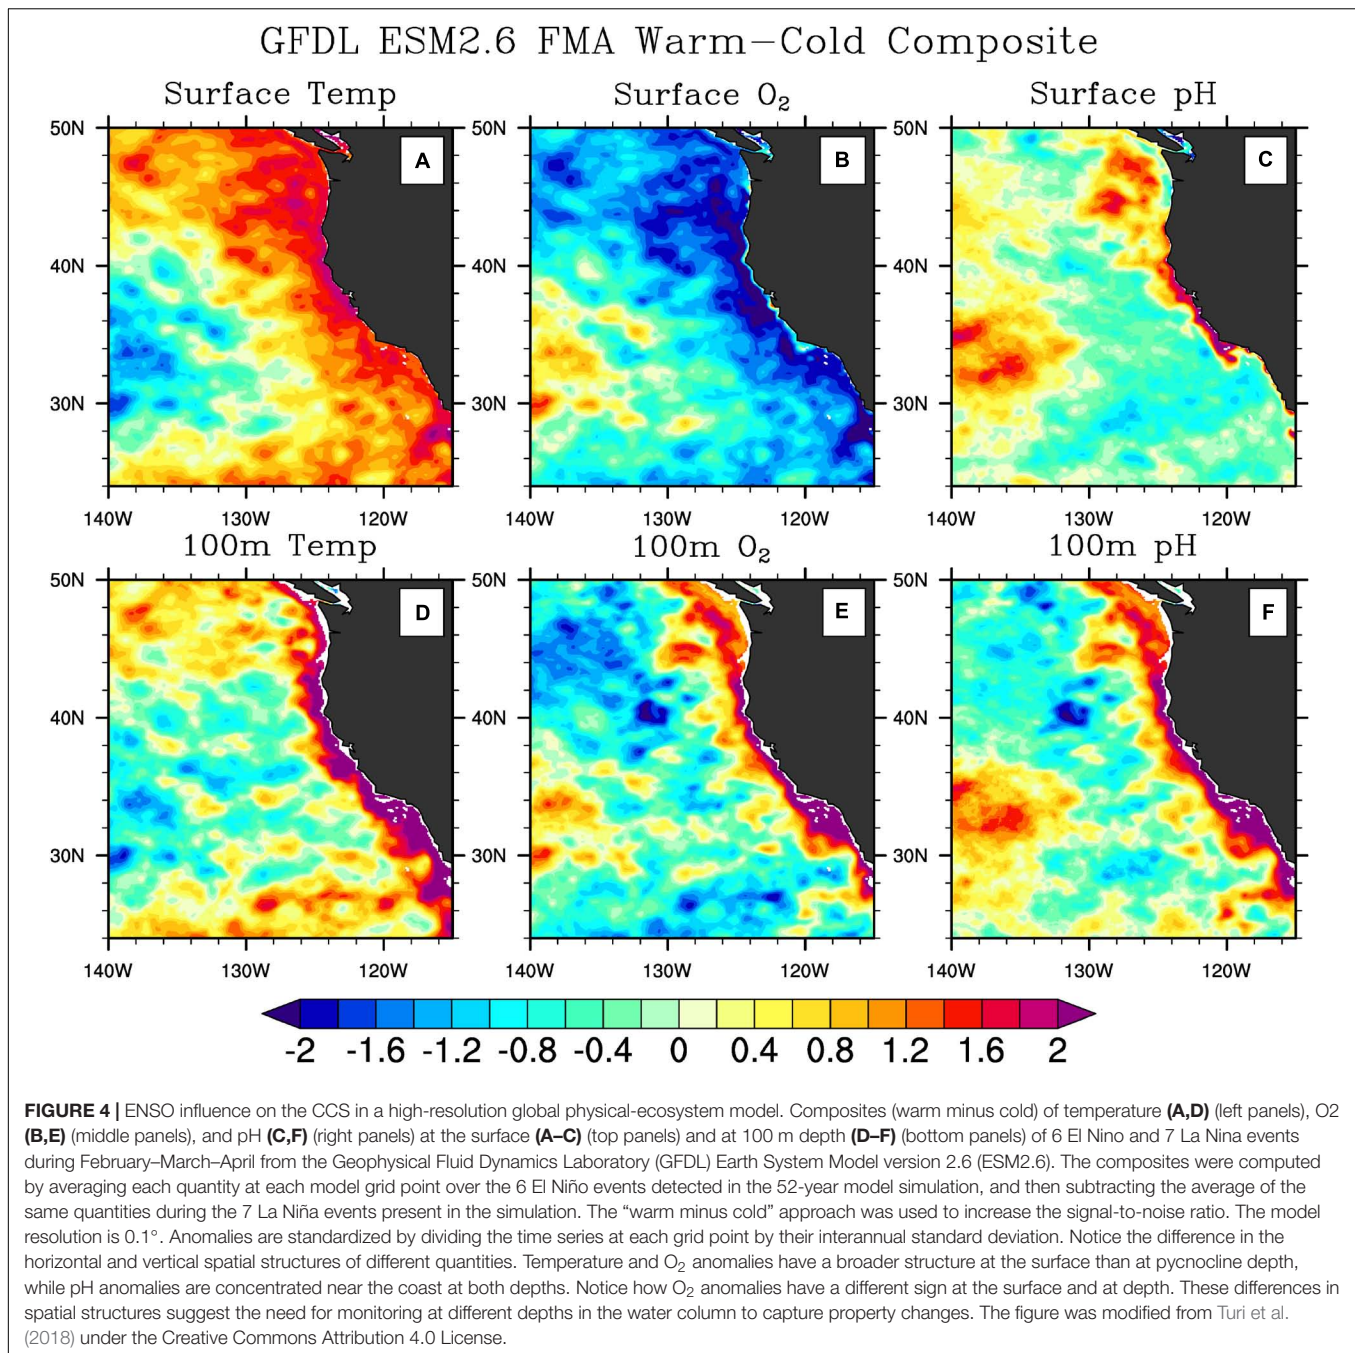 GFDL ESM2.6 FMA Warm−Cold Composite
Surface Temp
Surface O2
Surface pH
50N
40N
30N
140W
130W
120W
A
50N
40N
30N
140W
130W
120W
B
50N
40N
30N
140W
130W
120W
C
100m Temp
100m O2
100m pH
50N
40N
30N
140W
130W
120W
D
50N
40N
30N
140W
130W
120W
E
50N
40N
30N
140W
130W
120W
F
-2 -1.6 -1.2 -0.8 -0.4 0 0.4 0.8 1.2 1.6 2
FIGURE 4 | ENSO influence on the CCS in a high-resolution global physical-ecosystem model. Composites (warm minus cold) of temperature (A,D) (left panels), O2
(B,E) (middle panels), and pH (C,F) (right panels) at the surface (A–C) (top panels) and at 100 m depth (D–F) (bottom panels) of 6 El Nino and 7 La Nina events
during February–March–April from the Geophysical Fluid Dynamics Laboratory (GFDL) Earth System Model version 2.6 (ESM2.6). The composites were computed
by averaging each quantity at each model grid point over the 6 El Niño events detected in the 52-year model simulation, and then subtracting the average of the
same quantities during the 7 La Niña events present in the simulation. The “warm minus cold” approach was used to increase the signal-to-noise ratio. The model
resolution is 0.1°. Anomalies are standardized by dividing the time series at each grid point by their interannual standard deviation. Notice the difference in the
horizontal and vertical spatial structures of different quantities. Temperature and O2 anomalies have a broader structure at the surface than at pycnocline depth,
while pH anomalies are concentrated near the coast at both depths. Notice how O2 anomalies have a different sign at the surface and at depth. These differences in
spatial structures suggest the need for monitoring at different depths in the water column to capture property changes. The figure was modified from Turi et al.
(2018) under the Creative Commons Attribution 4.0 License.